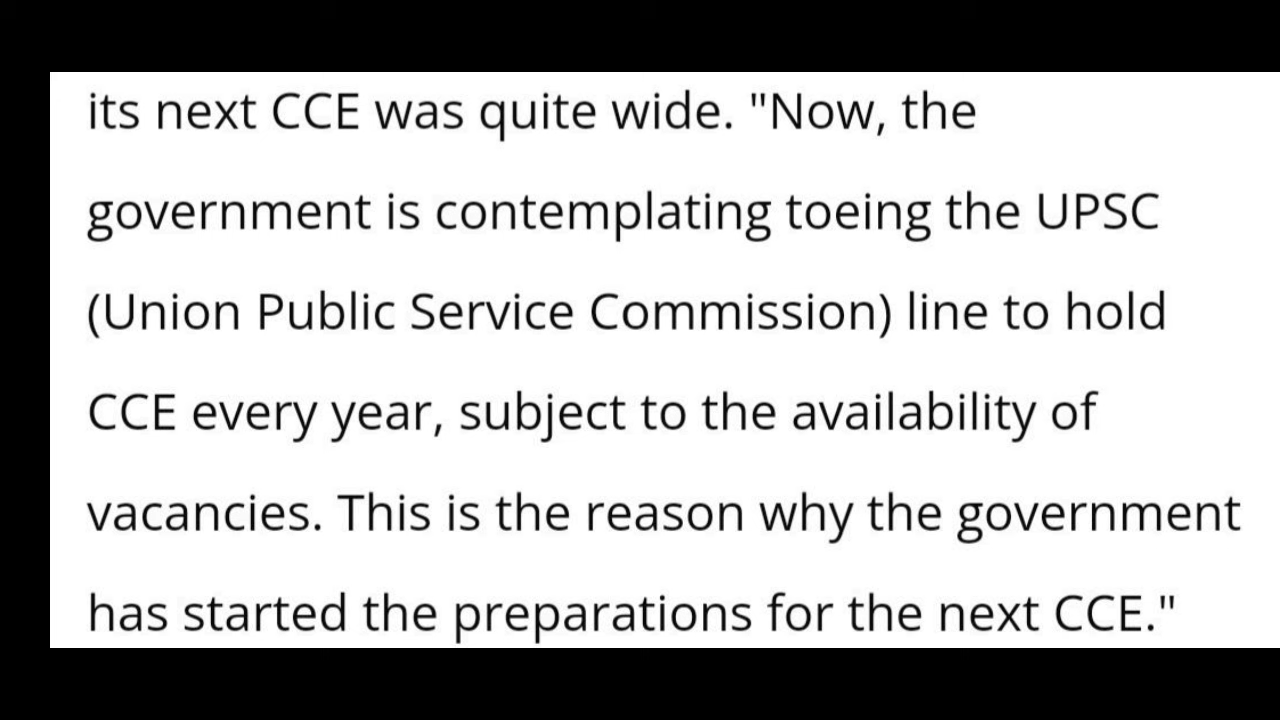 its next CCE was quite wide. "Now, the
government is contemplating toeing the UPSC
(Union Public Service Commission) line to hold
CCE every year, subject to the availability of
vacancies. This is the reason why the government
has started the preparations for the next CCE."